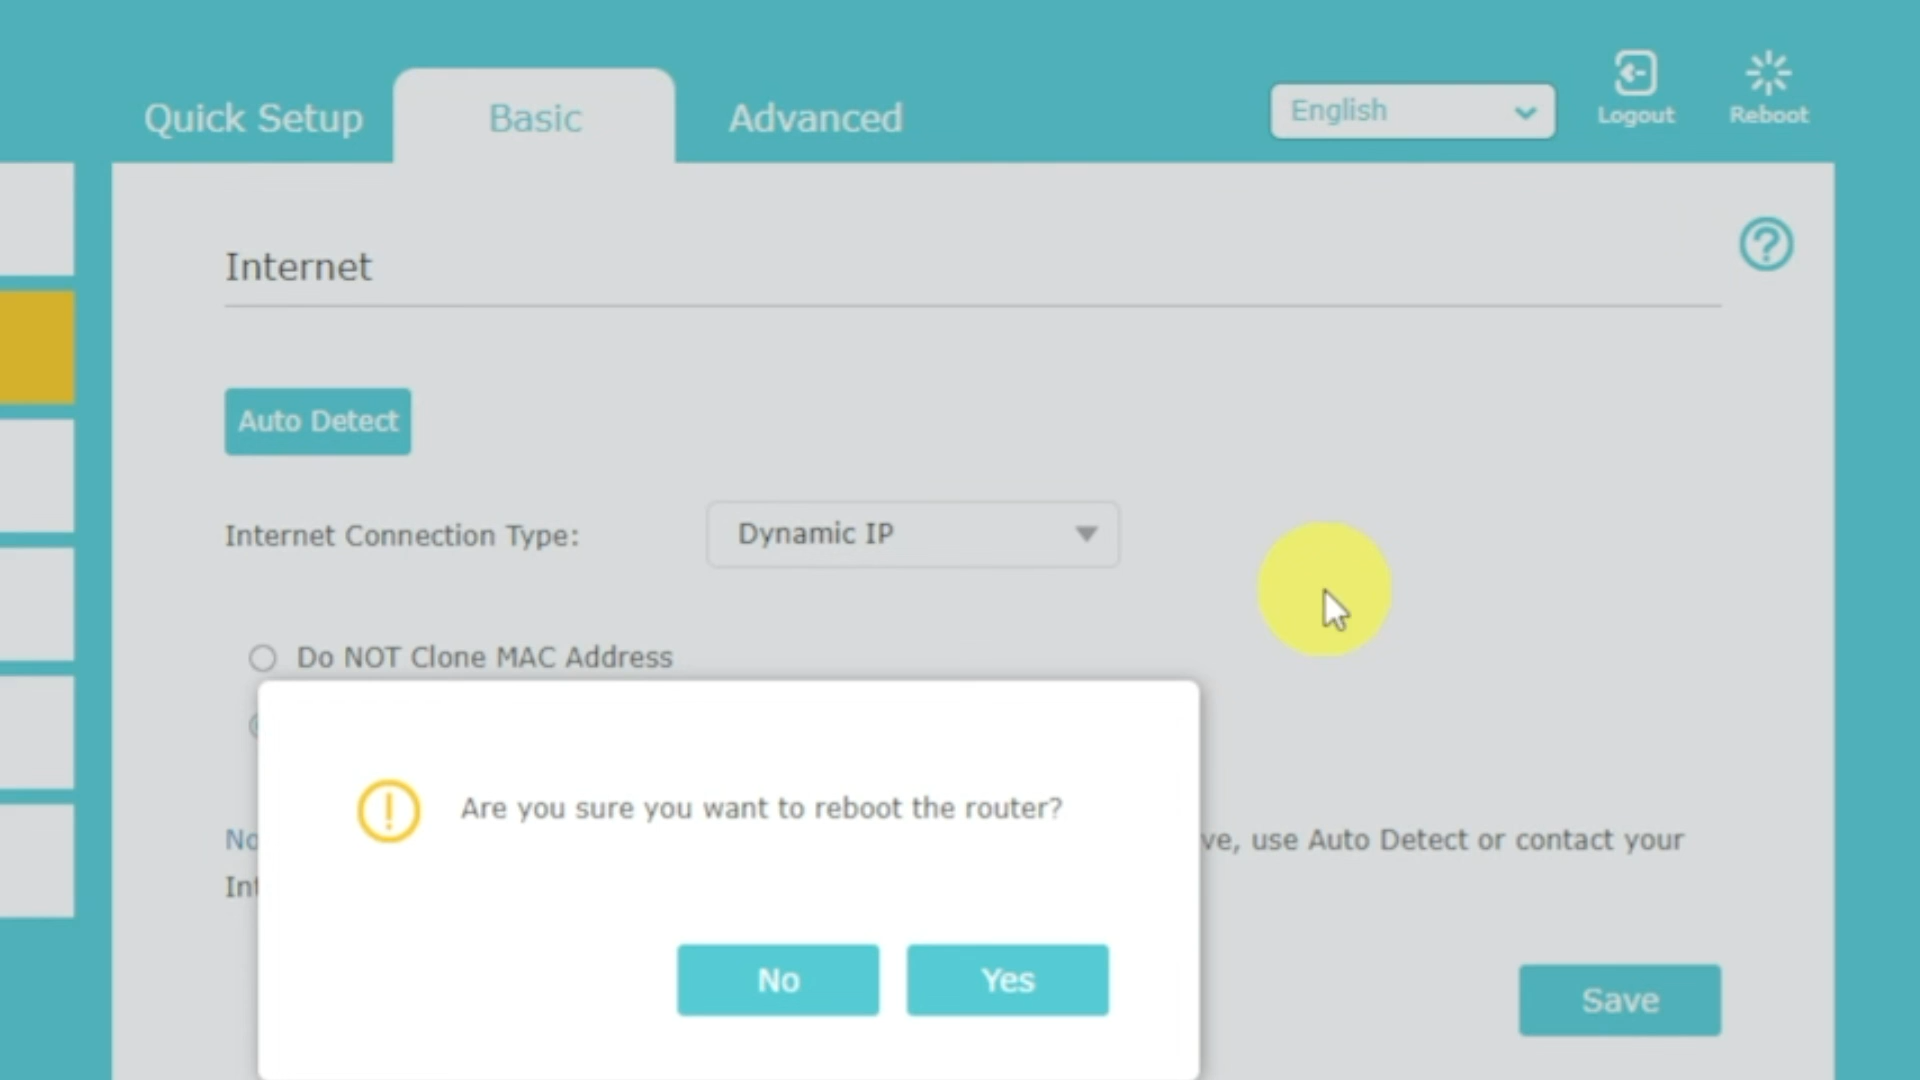 Quick Setup Basic Advanced English Logout Reboot
Internet
Auto Detect
Internet Connection Type: Dynamic IP
Do NOT Clone MAC Address
Are you sure you want to reboot the router?
ve, use Auto Detect or contact your
No Yes
Save